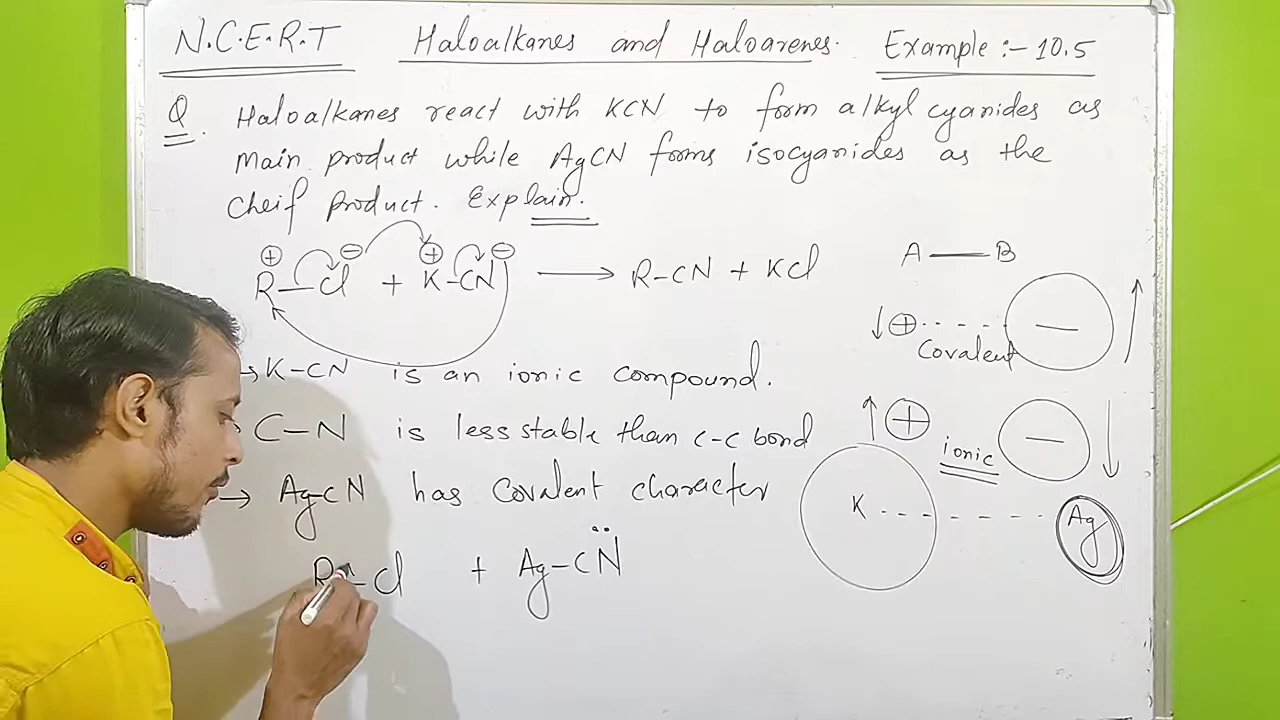 N.C.E.R.T Haloalkanes and Haloarenes. Example :- 10.5
Q. Haloalkanes react with KCN to form alkyl cyanides as
main product while AgCN forms isocyanides as the
cheif product. Explain.
⊕ ⊖ ⊕ ⊖
R—Cl + K-CN → R-CN + KCl
A — B
↓ ⊕ ---- — ↑
Covalent
→ K-CN is an ionic compound.
↑ ⊕ ionic — ↓
C-N is less stable than C-C bond
→ Ag-CN has Covalent character
K ------- Ag
R-Cl + Ag-CN̈